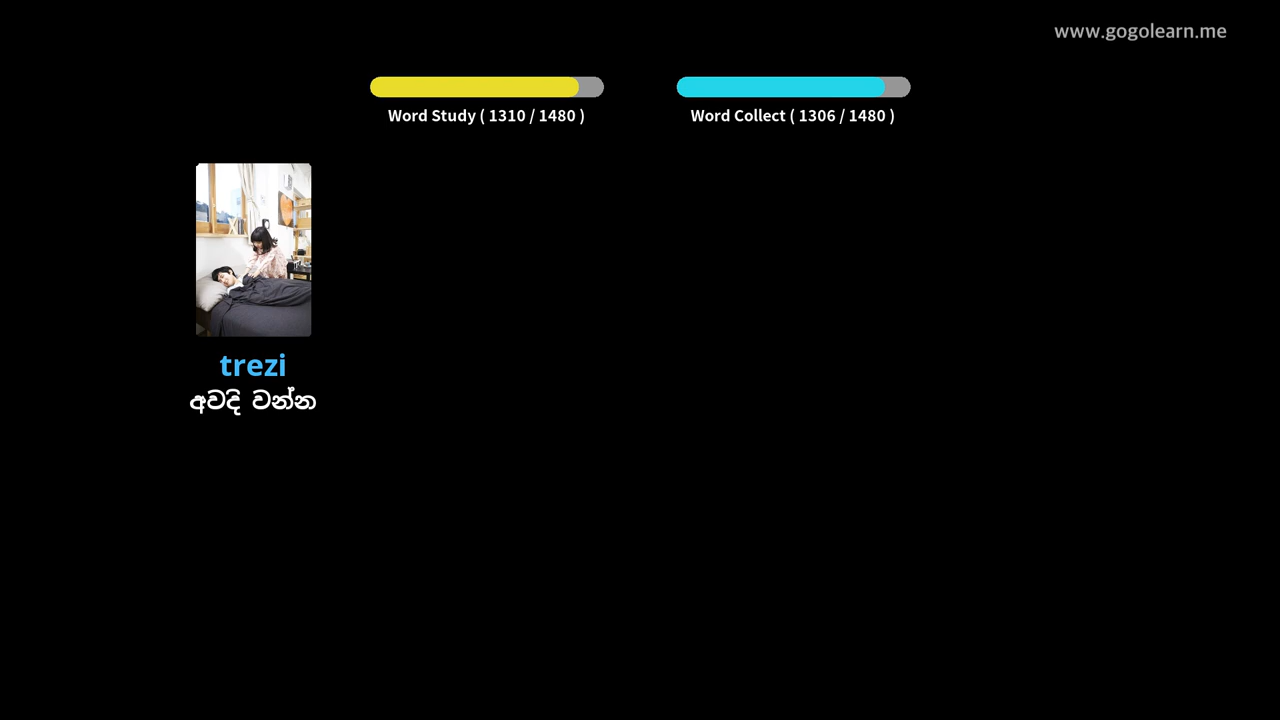 www.gogolearn.me
Word Study ( 1310 / 1480 )
Word Collect ( 1306 / 1480 )
trezi
අවදි වන්න